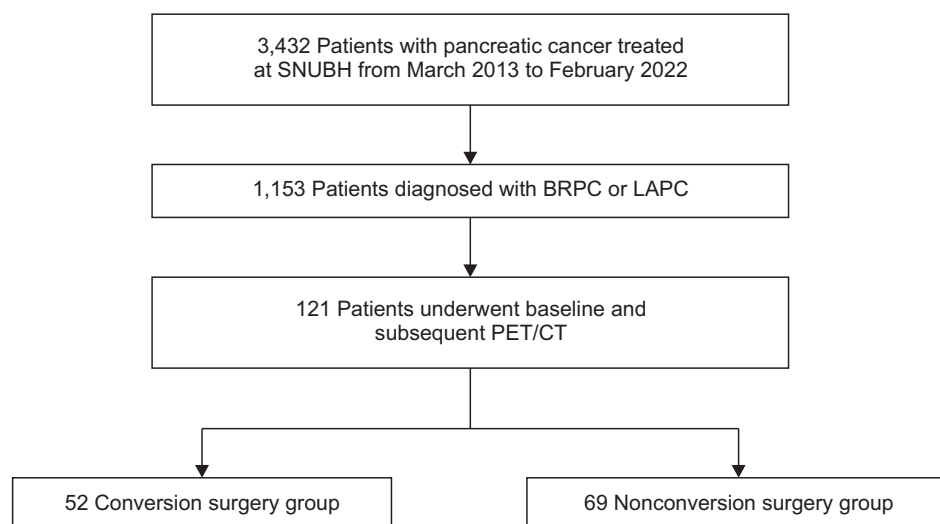 3,432 Patients with pancreatic cancer treated
at SNUBH from March 2013 to February 2022
1,153 Patients diagnosed with BRPC or LAPC
121 Patients underwent baseline and
subsequent PET/CT
52 Conversion surgery group
69 Nonconversion surgery group